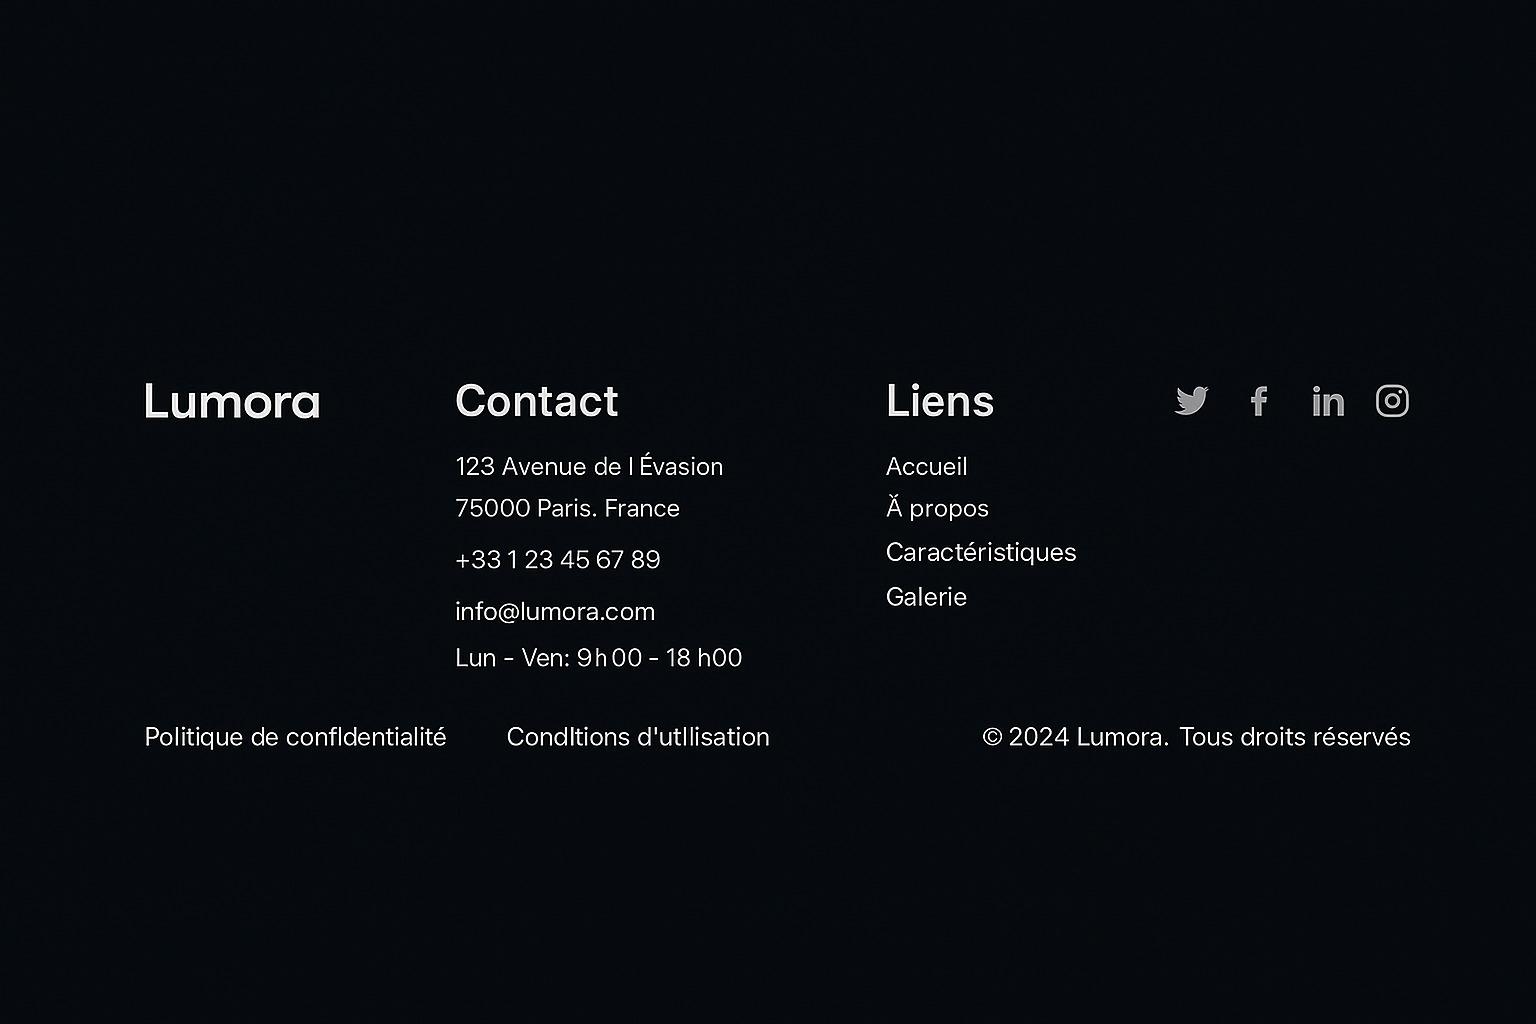 Lumora
Contact
123 Avenue de l Évasion
75000 Paris. France
+33 1 23 45 67 89
info@lumora.com
Lun - Ven: 9h00 - 18 h00
Liens
Ӑ propos
Accueil
Caractéristiques
Galerie
Politique de confldentialité
Condltions d'utllisation
© 2024 Lumora. Tous droits réservés